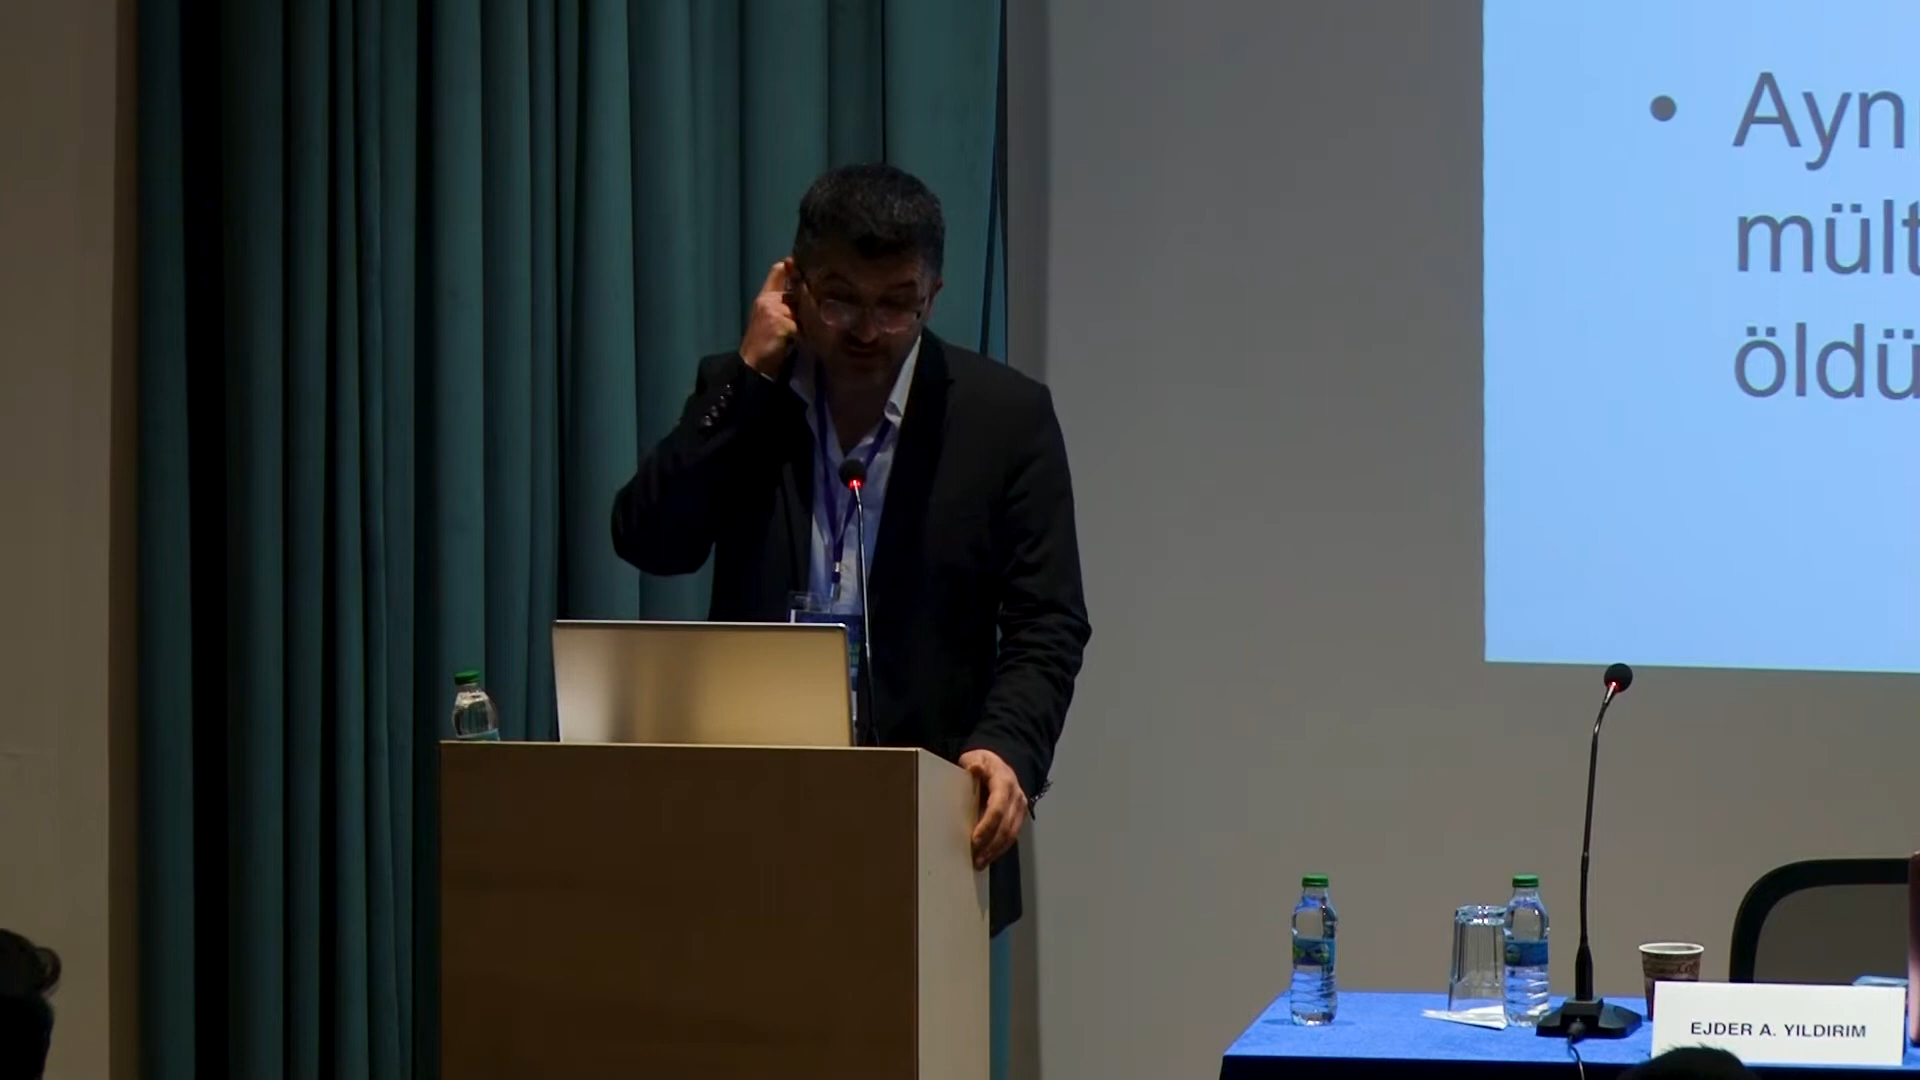 • Ayn
mült
öldü
EJDER A. YILDIRIM